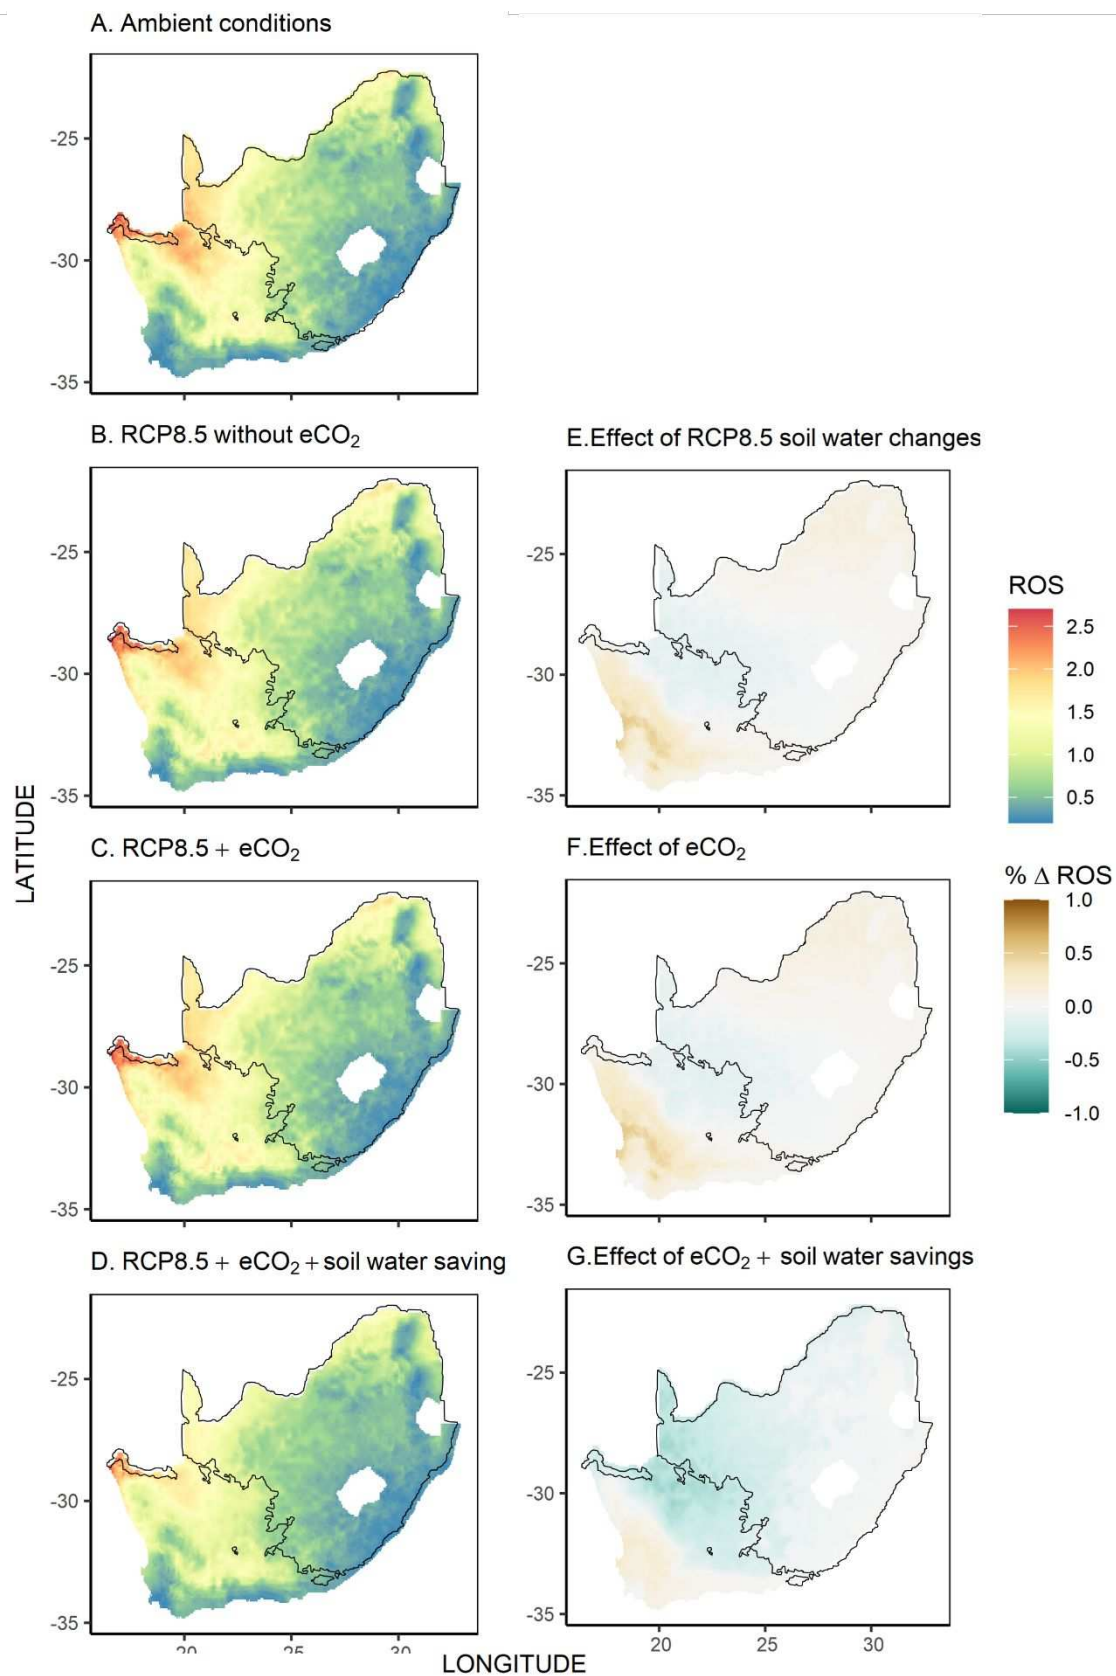 A. Ambient conditions
-25
-30
-35
B. RCP8.5 without eCO₂
E.Effect of RCP8.5 soil water changes
-25
-30
-35
-25
-30
-35
ROS
2.5
2.0
1.5
1.0
0.5
LATITUDE
C. RCP8.5 + eCO₂
F.Effect of eCO₂
% Δ ROS
1.0
0.5
0.0
-0.5
-1.0
-25
-30
-35
-25
-30
-35
D. RCP8.5 + eCO₂ + soil water saving
G.Effect of eCO₂ + soil water savings
-25
-30
-35
20 25 30
-25
-30
-35
20 25 30
LONGITUDE